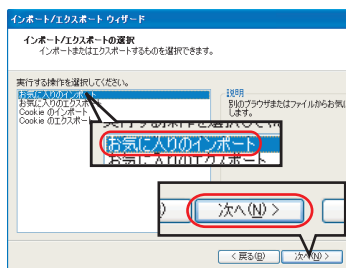 インポート/エクスポート ウィザード
インポート/エクスポートの選択
インポートまたはエクスポートするものを選択できます。
実行する操作を選択してください。
お気に入りのインポート
お気に入りのエクスポ
Cookie のインポート
Cookie のエクスポー
説明
別のブラウザまたはファイルからお気に
します。
お気に入りのインポート
お気に入りのエクスポート
次へ(N) >
< 戻る(B)
次へ(N) >